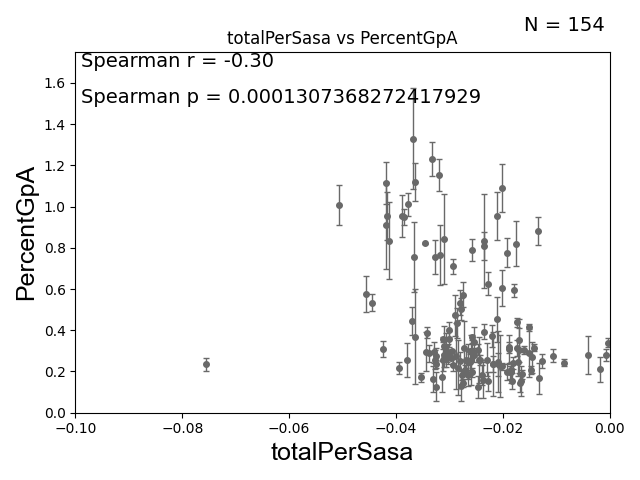 N = 154
totalPerSasa vs PercentGpA
Spearman r = -0.30
Spearman p = 0.0001307368272417929
PercentGpA
1.6
1.4
1.2
1.0
0.8
0.6
0.4
0.2
0.0
−0.10 −0.08 −0.06 −0.04 −0.02 0.00
totalPerSasa